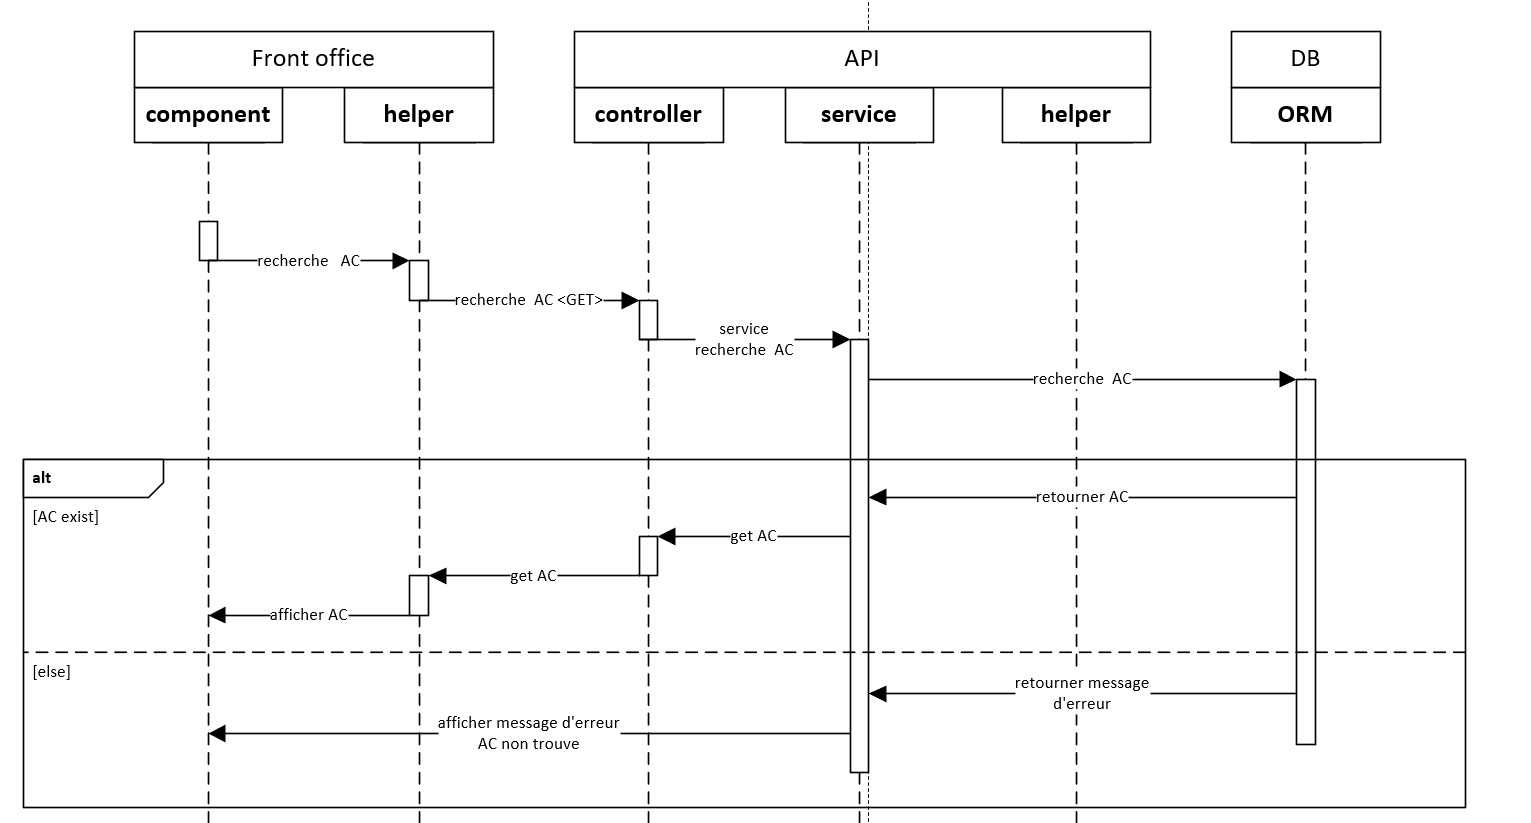 Front office
API
DB
component
helper
controller
service
helper
ORM
recherche AC
recherche AC <GET>
service
recherche AC
recherche AC
alt
retourner AC
[AC exist]
get AC
get AC
afficher AC
[else]
retourner message
d'erreur
afficher message d'erreur
AC non trouve